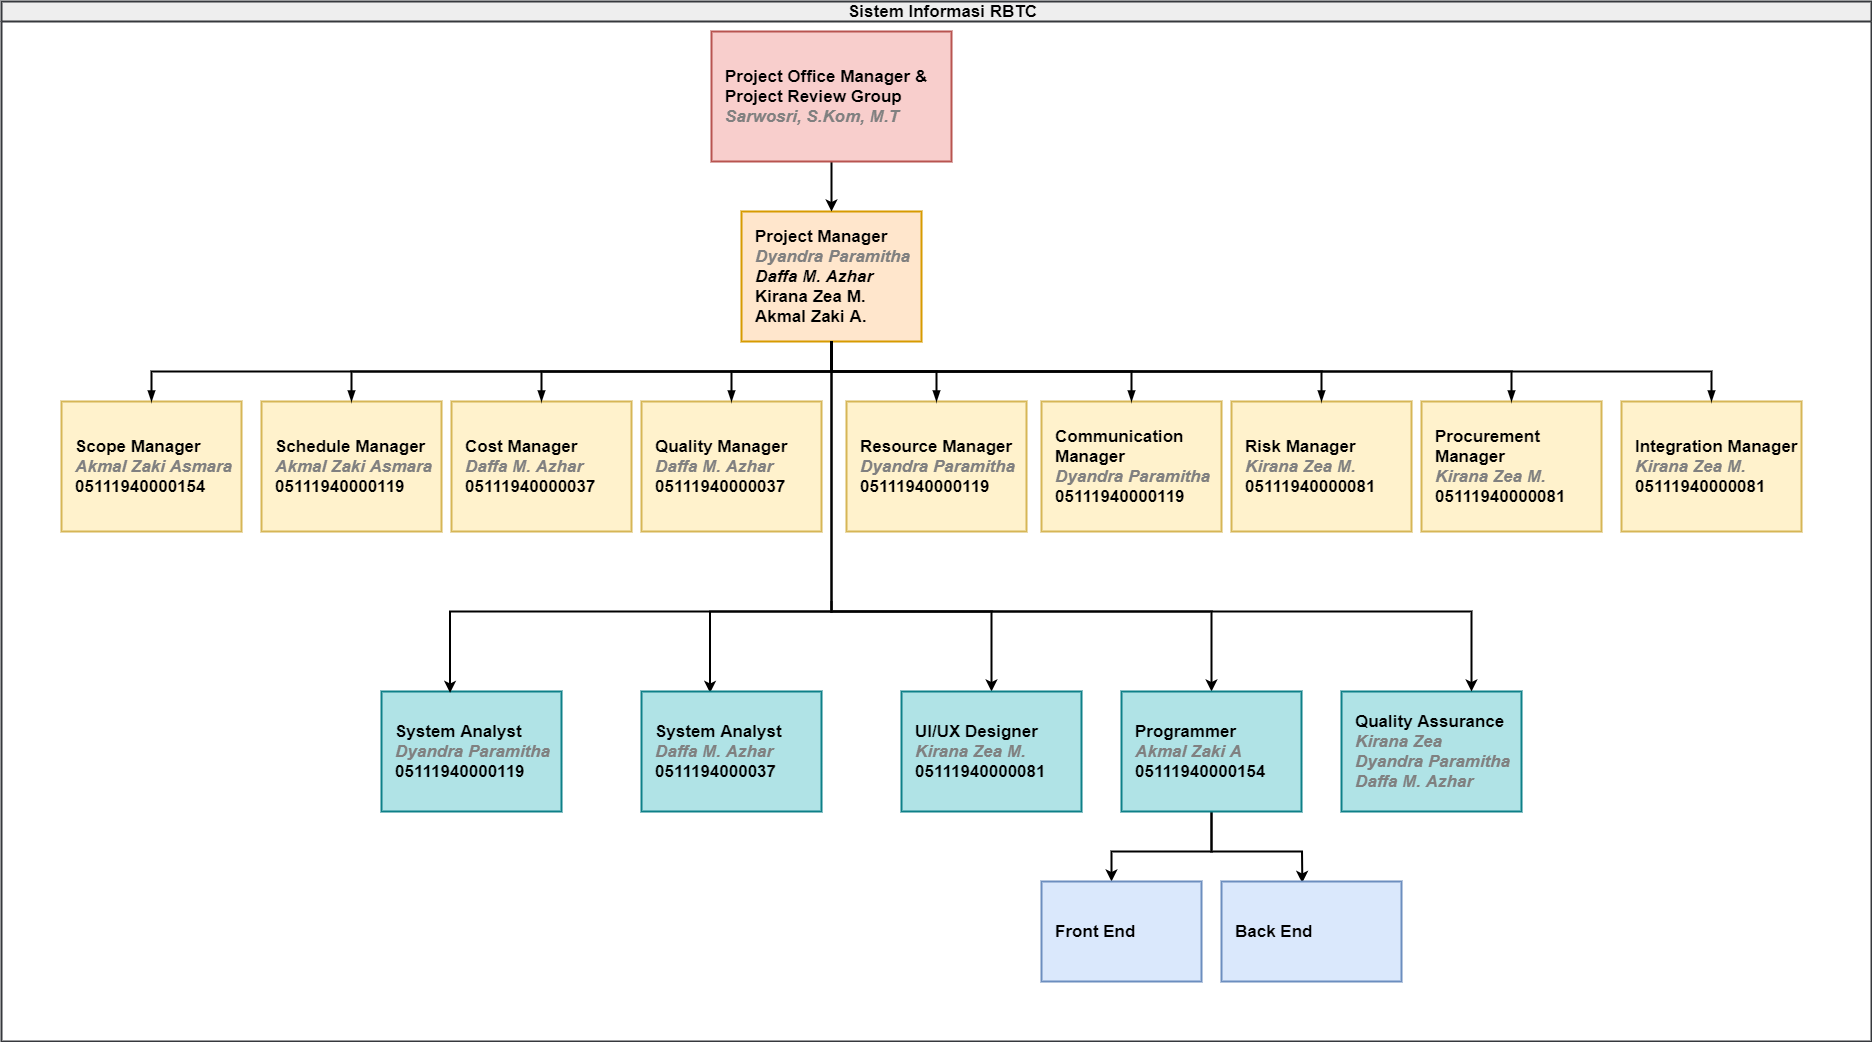 Sistem Informasi RBTC
Project Office Manager &
Project Review Group
Sarwosri, S.Kom, M.T
Project Manager
Dyandra Paramitha
Daffa M. Azhar
Kirana Zea M.
Akmal Zaki A.
Scope Manager
Akmal Zaki Asmara
05111940000154
Schedule Manager
Akmal Zaki Asmara
05111940000119
Cost Manager
Daffa M. Azhar
05111940000037
Quality Manager
Daffa M. Azhar
05111940000037
Resource Manager
Dyandra Paramitha
05111940000119
Communication
Manager
Dyandra Paramitha
05111940000119
Risk Manager
Kirana Zea M.
05111940000081
Procurement
Manager
Kirana Zea M.
05111940000081
Integration Manager
Kirana Zea M.
05111940000081
System Analyst
Dyandra Paramitha
05111940000119
System Analyst
Daffa M. Azhar
0511194000037
UI/UX Designer
Kirana Zea M.
05111940000081
Programmer
Akmal Zaki A
05111940000154
Quality Assurance
Kirana Zea
Dyandra Paramitha
Daffa M. Azhar
Front End
Back End